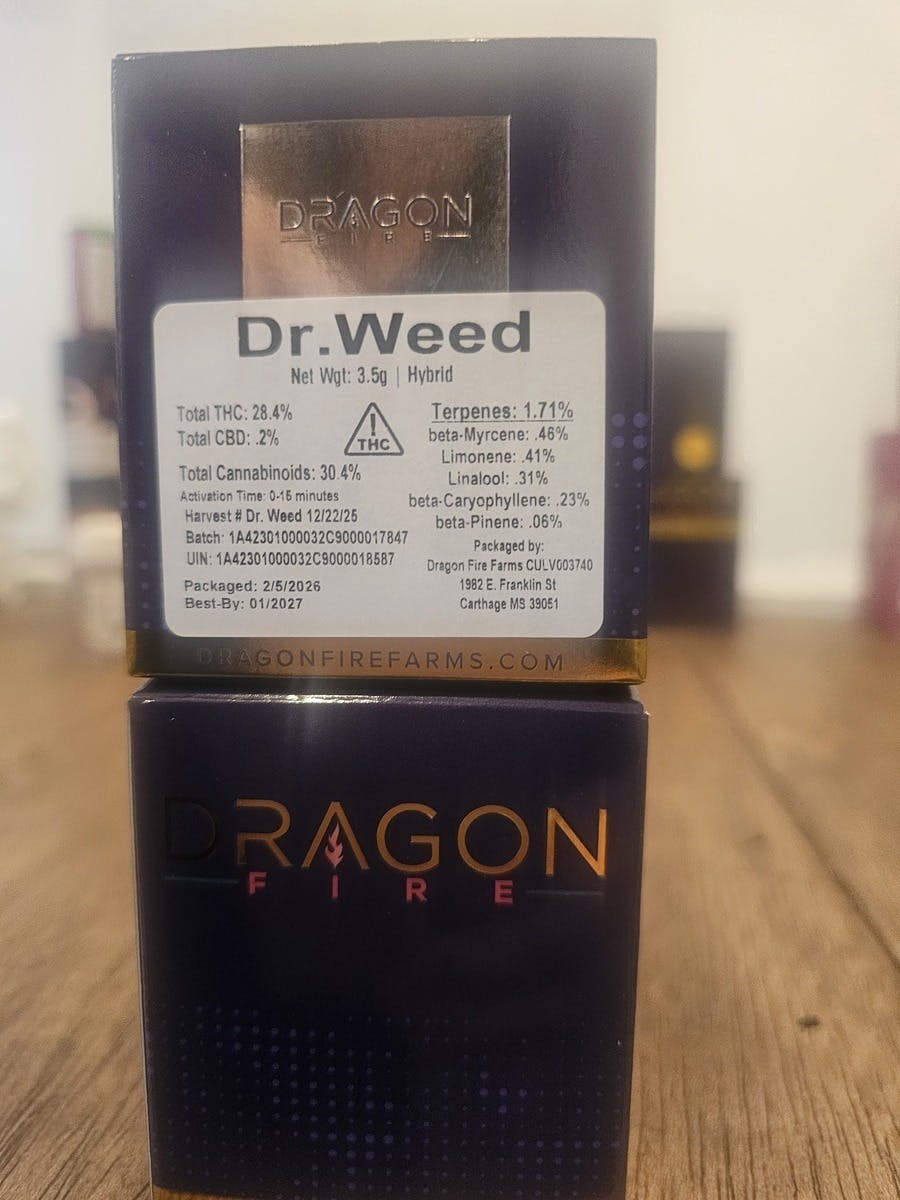 DRAGON
FIRE
Dr.Weed
Net Wgt: 3.5g | Hybrid
Total THC: 28.4%
Total CBD: .2%
! THC
Total Cannabinoids: 30.4%
Activation Time: 0-15 minutes
Harvest # Dr. Weed 12/22/25
Batch: 1A42301000032C9000017847
UIN: 1A42301000032C9000018587
Packaged: 2/5/2026
Best-By: 01/2027
Terpenes: 1.71%
beta-Myrcene: .46%
Limonene: .41%
Linalool: .31%
beta-Caryophyllene: .23%
beta-Pinene: .06%
Packaged by:
Dragon Fire Farms CULV003740
1982 E. Franklin St
Carthage MS 39051
DRAGONFIREFARMS.COM
DRAGON
FIRE